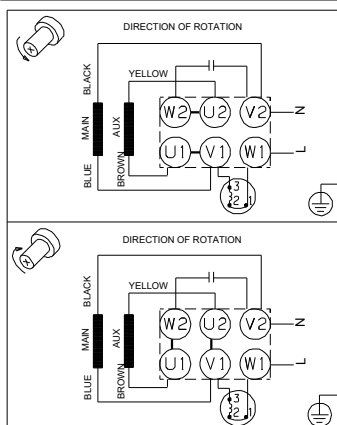 DIRECTION OF ROTATION
BLACK
YELLOW
MAIN
AUX
BLUE
BROWN
W2 U2 V2
N
U1 V1 W1
L
3
2 1
DIRECTION OF ROTATION
BLACK
YELLOW
MAIN
AUX
BLUE
BROWN
W2 U2 V2
N
U1 V1 W1
L
3
2 1